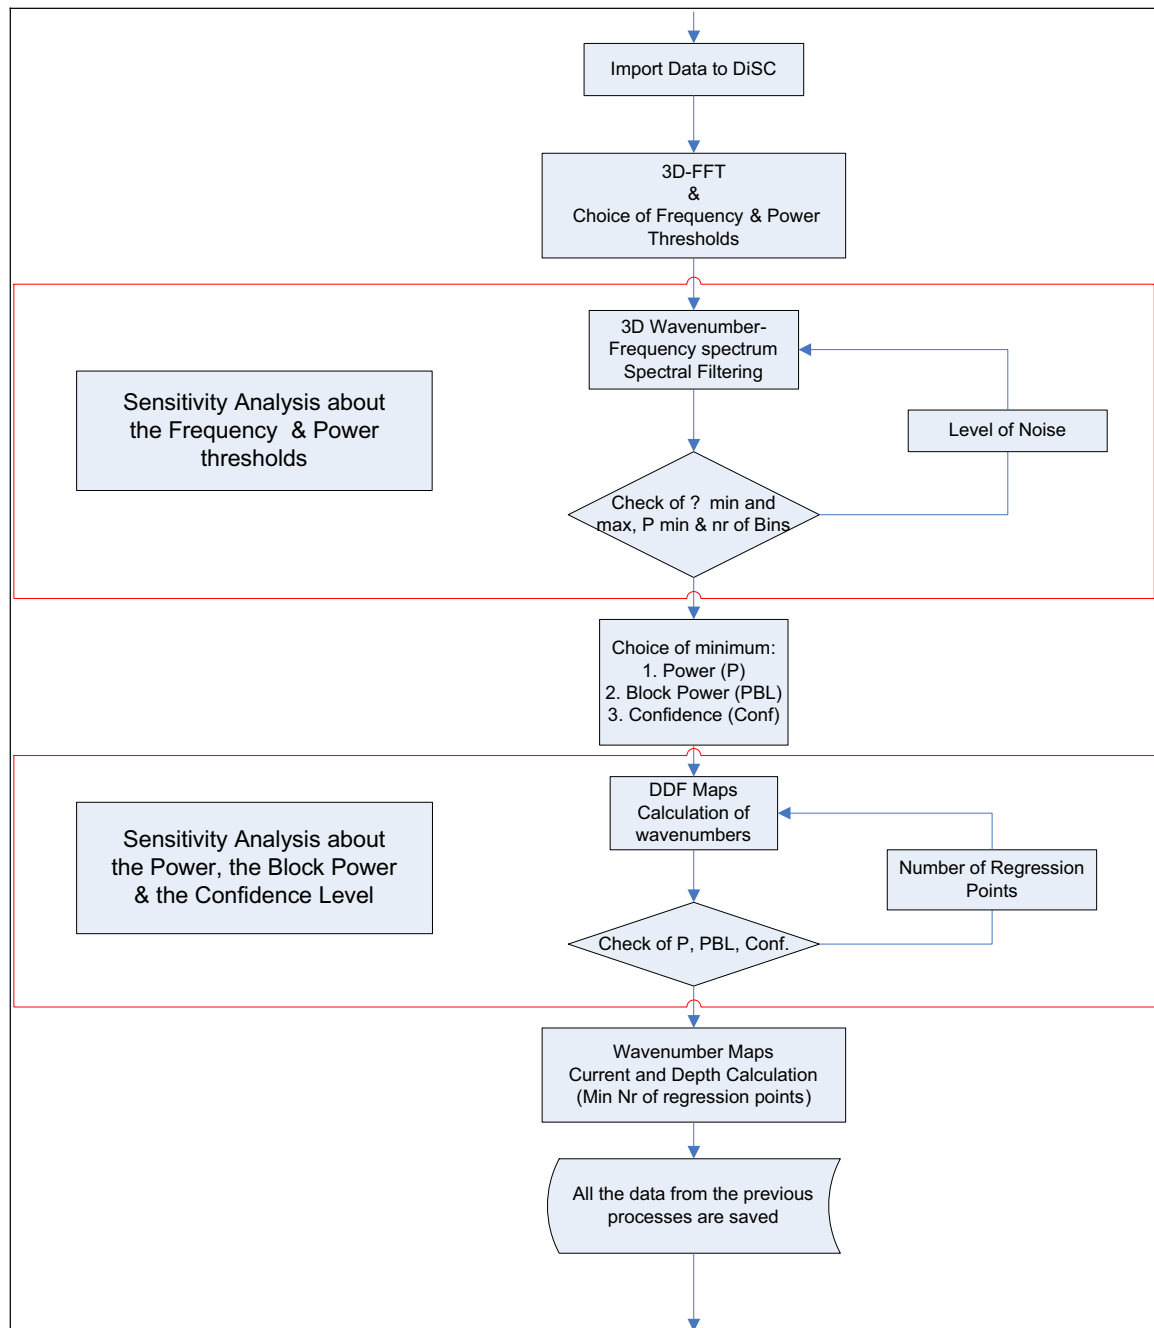 Import Data to DiSC
3D-FFT
&
Choice of Frequency & Power
Thresholds
3D Wavenumber-
Frequency spectrum
Spectral Filtering
Sensitivity Analysis about
the Frequency & Power
thresholds
Level of Noise
Check of ? min and
max, P min & nr of Bins
Choice of minimum:
1. Power (P)
2. Block Power (PBL)
3. Confidence (Conf)
DDF Maps
Calculation of
wavenumbers
Sensitivity Analysis about
the Power, the Block Power
& the Confidence Level
Number of Regression
Points
Check of P, PBL, Conf.
Wavenumber Maps
Current and Depth Calculation
(Min Nr of regression points)
All the data from the previous
processes are saved